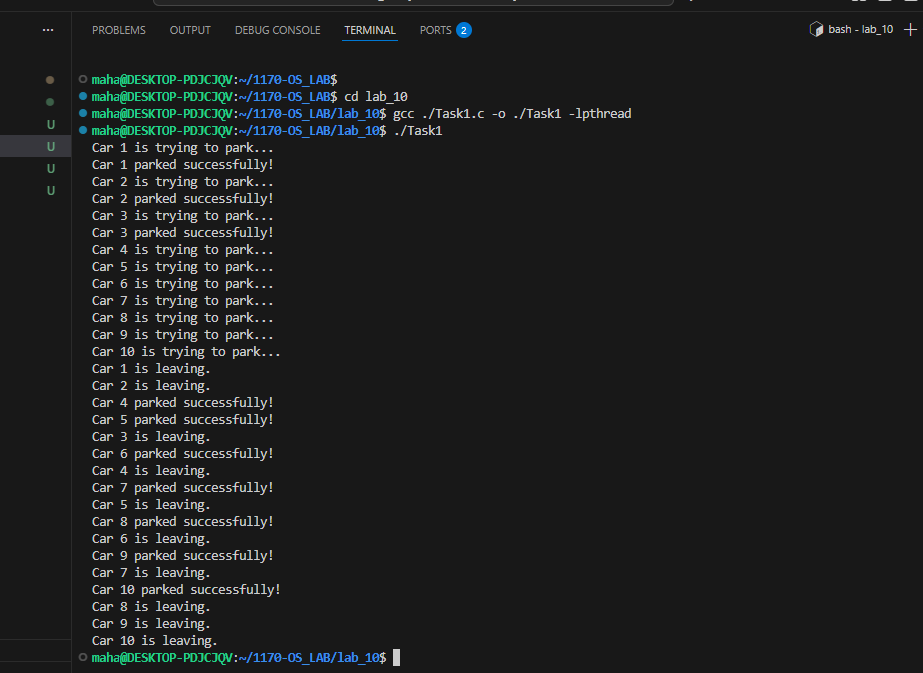 ... PROBLEMS OUTPUT DEBUG CONSOLE TERMINAL PORTS 2 bash - lab_10
maha@DESKTOP-PDJCJQV:~/1170-OS_LAB$
maha@DESKTOP-PDJCJQV:~/1170-OS_LAB$ cd lab_10
U maha@DESKTOP-PDJCJQV:~/1170-OS_LAB/lab_10$ gcc ./Task1.c -o ./Task1 -lpthread
maha@DESKTOP-PDJCJQV:~/1170-OS_LAB/lab_10$ ./Task1
U Car 1 is trying to park...
U Car 1 parked successfully!
Car 2 is trying to park...
U Car 2 parked successfully!
Car 3 is trying to park...
Car 3 parked successfully!
Car 4 is trying to park...
Car 5 is trying to park...
Car 6 is trying to park...
Car 7 is trying to park...
Car 8 is trying to park...
Car 9 is trying to park...
Car 10 is trying to park...
Car 1 is leaving.
Car 2 is leaving.
Car 4 parked successfully!
Car 5 parked successfully!
Car 3 is leaving.
Car 6 parked successfully!
Car 4 is leaving.
Car 7 parked successfully!
Car 5 is leaving.
Car 8 parked successfully!
Car 6 is leaving.
Car 9 parked successfully!
Car 7 is leaving.
Car 10 parked successfully!
Car 8 is leaving.
Car 9 is leaving.
Car 10 is leaving.
maha@DESKTOP-PDJCJQV:~/1170-OS_LAB/lab_10$